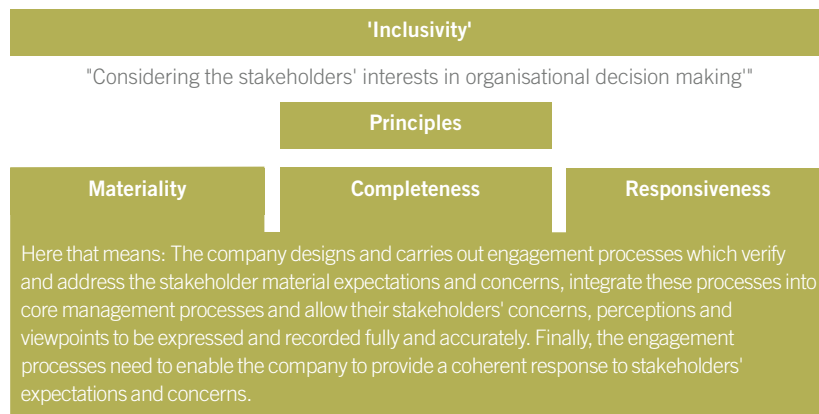 'Inclusivity'
"Considering the stakeholders' interests in organisational decision making'"
Principles
Materiality
Completeness
Responsiveness
Here that means: The company designs and carries out engagement processes which verify
and address the stakeholder material expectations and concerns, integrate these processes into
core management processes and allow their stakeholders' concerns, perceptions and
viewpoints to be expressed and recorded fully and accurately. Finally, the engagement
processes need to enable the company to provide a coherent response to stakeholders'
expectations and concerns.